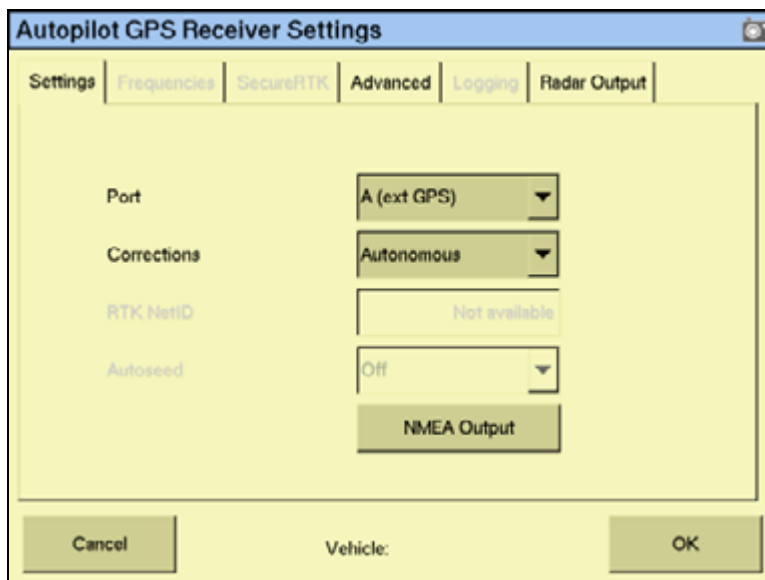 Autopilot GPS Receiver Settings
Settings Frequencies SecureRTK Advanced Logging Radar Output
Port A (ext GPS)
Corrections Autonomous
RTK NetID Not available
Autoseed Off
NMEA Output
Cancel Vehicle: OK